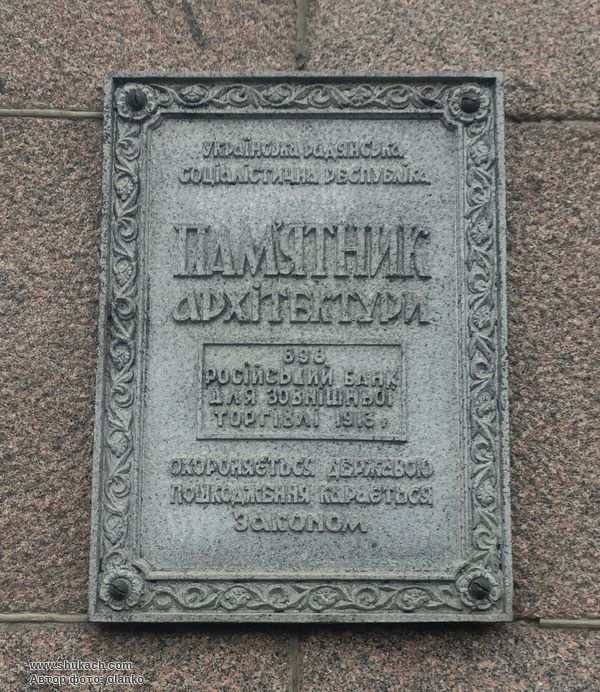 Українська Радянська
Соціалістична Республіка
ПАМ'ЯТНИК
АРХІТЕКТУРИ
898
РОСІЙСЬКИЙ БАНК
ДЛЯ ЗОВНІШНЬОЇ
ТОРГІВЛІ 1913 г
ОХОРОНЯЄТЬСЯ ДЕРЖАВОЮ
ПОШКОДЖЕННЯ КАРАЄТЬСЯ
ЗАКОНОМ
www.shukach.com
Автор фото: olanko